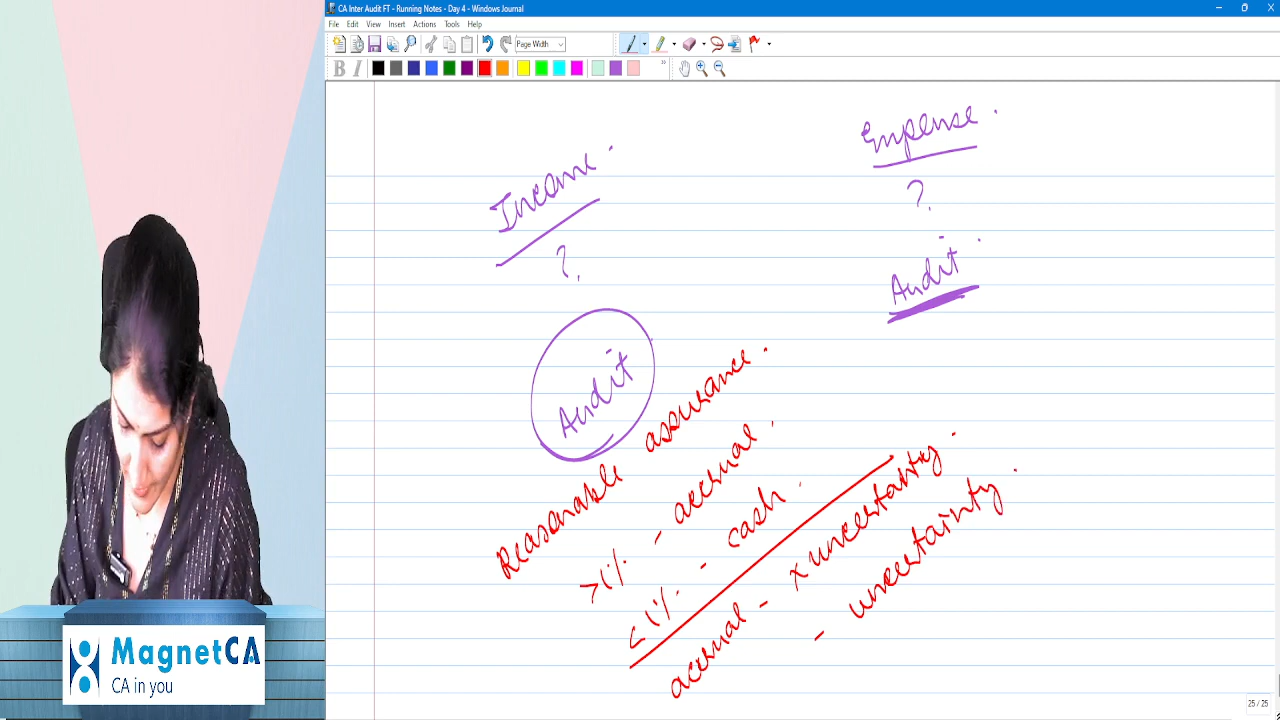 CA Inter Audit FT - Running Notes - Day 4 - Windows Journal
File Edit View Insert Actions Tools Help
Page Width
B I
Income.
?.
Expense.
?.
Audit.
Audit
Reasonable assurance.
>1% - accrual.
<1% - cash.
accrual - x uncertainty.
- uncertainty.
MagnetCA
CA in you
25 / 25